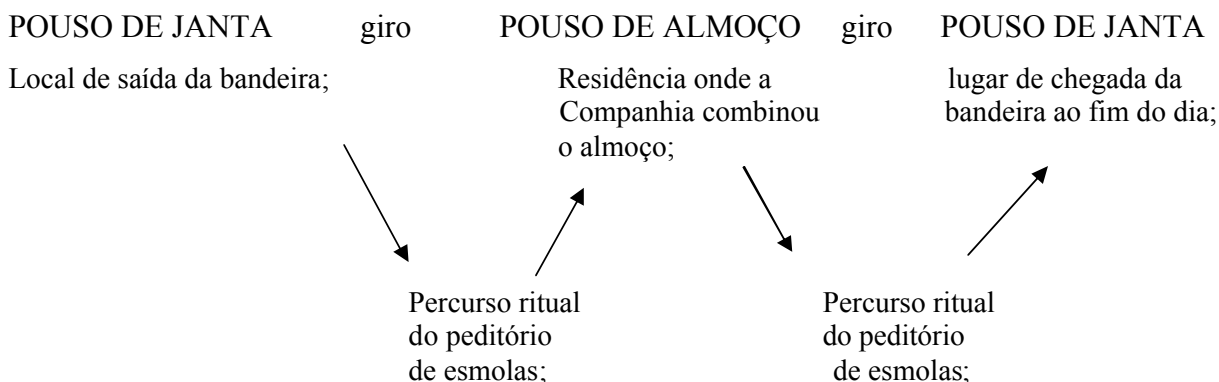 POUSO DE JANTA giro POUSO DE ALMOÇO giro POUSO DE JANTA
Local de saída da bandeira;
Residência onde a
Companhia combinou
o almoço;
lugar de chegada da
bandeira ao fim do dia;
Percurso ritual
do peditório
de esmolas;
Percurso ritual
do peditório
de esmolas;